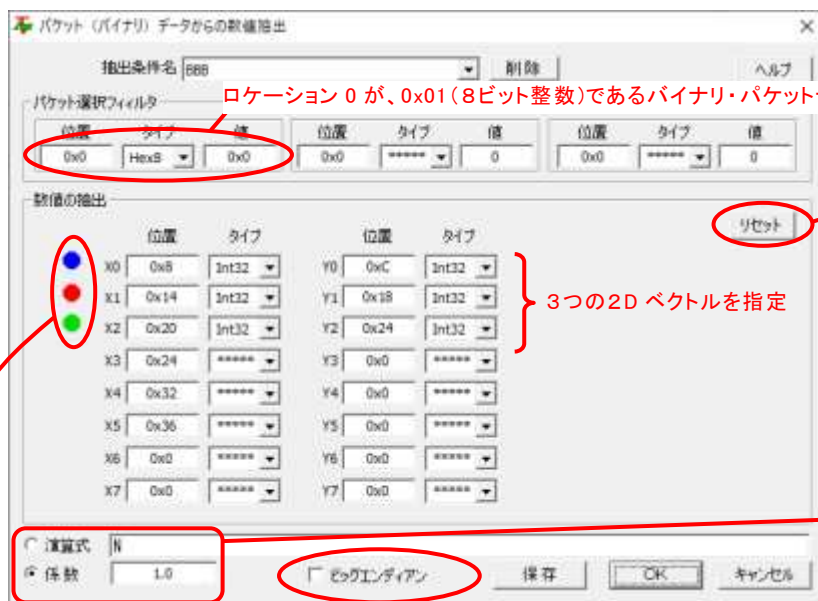 パケット (バイナリ) データからの数値抽出
抽出条件名 BBB 削除 ヘルプ
パケット選択フィルタ
ロケーション 0 が、0x01(8ビット整数)であるバイナリ・パケット
位置 タイプ 値 位置 タイプ 値 位置 タイプ 値
0x0 Hex8 0x0 0x0 ***** 0 0x0 ***** 0
数値の抽出
リセット
位置 タイプ 位置 タイプ
X0 0x8 Int32 Y0 0xC Int32
X1 0x14 Int32 Y1 0x18 Int32
3つの2D ベクトルを指定
X2 0x20 Int32 Y2 0x24 Int32
X3 0x24 ***** Y3 0x0 *****
X4 0x32 ***** Y4 0x0 *****
X5 0x36 ***** Y5 0x0 *****
X6 0x0 ***** Y6 0x0 *****
X7 0x0 ***** Y7 0x0 *****
演算式 N
係数 1.0 ビッグエンディアン 保存 OK キャンセル